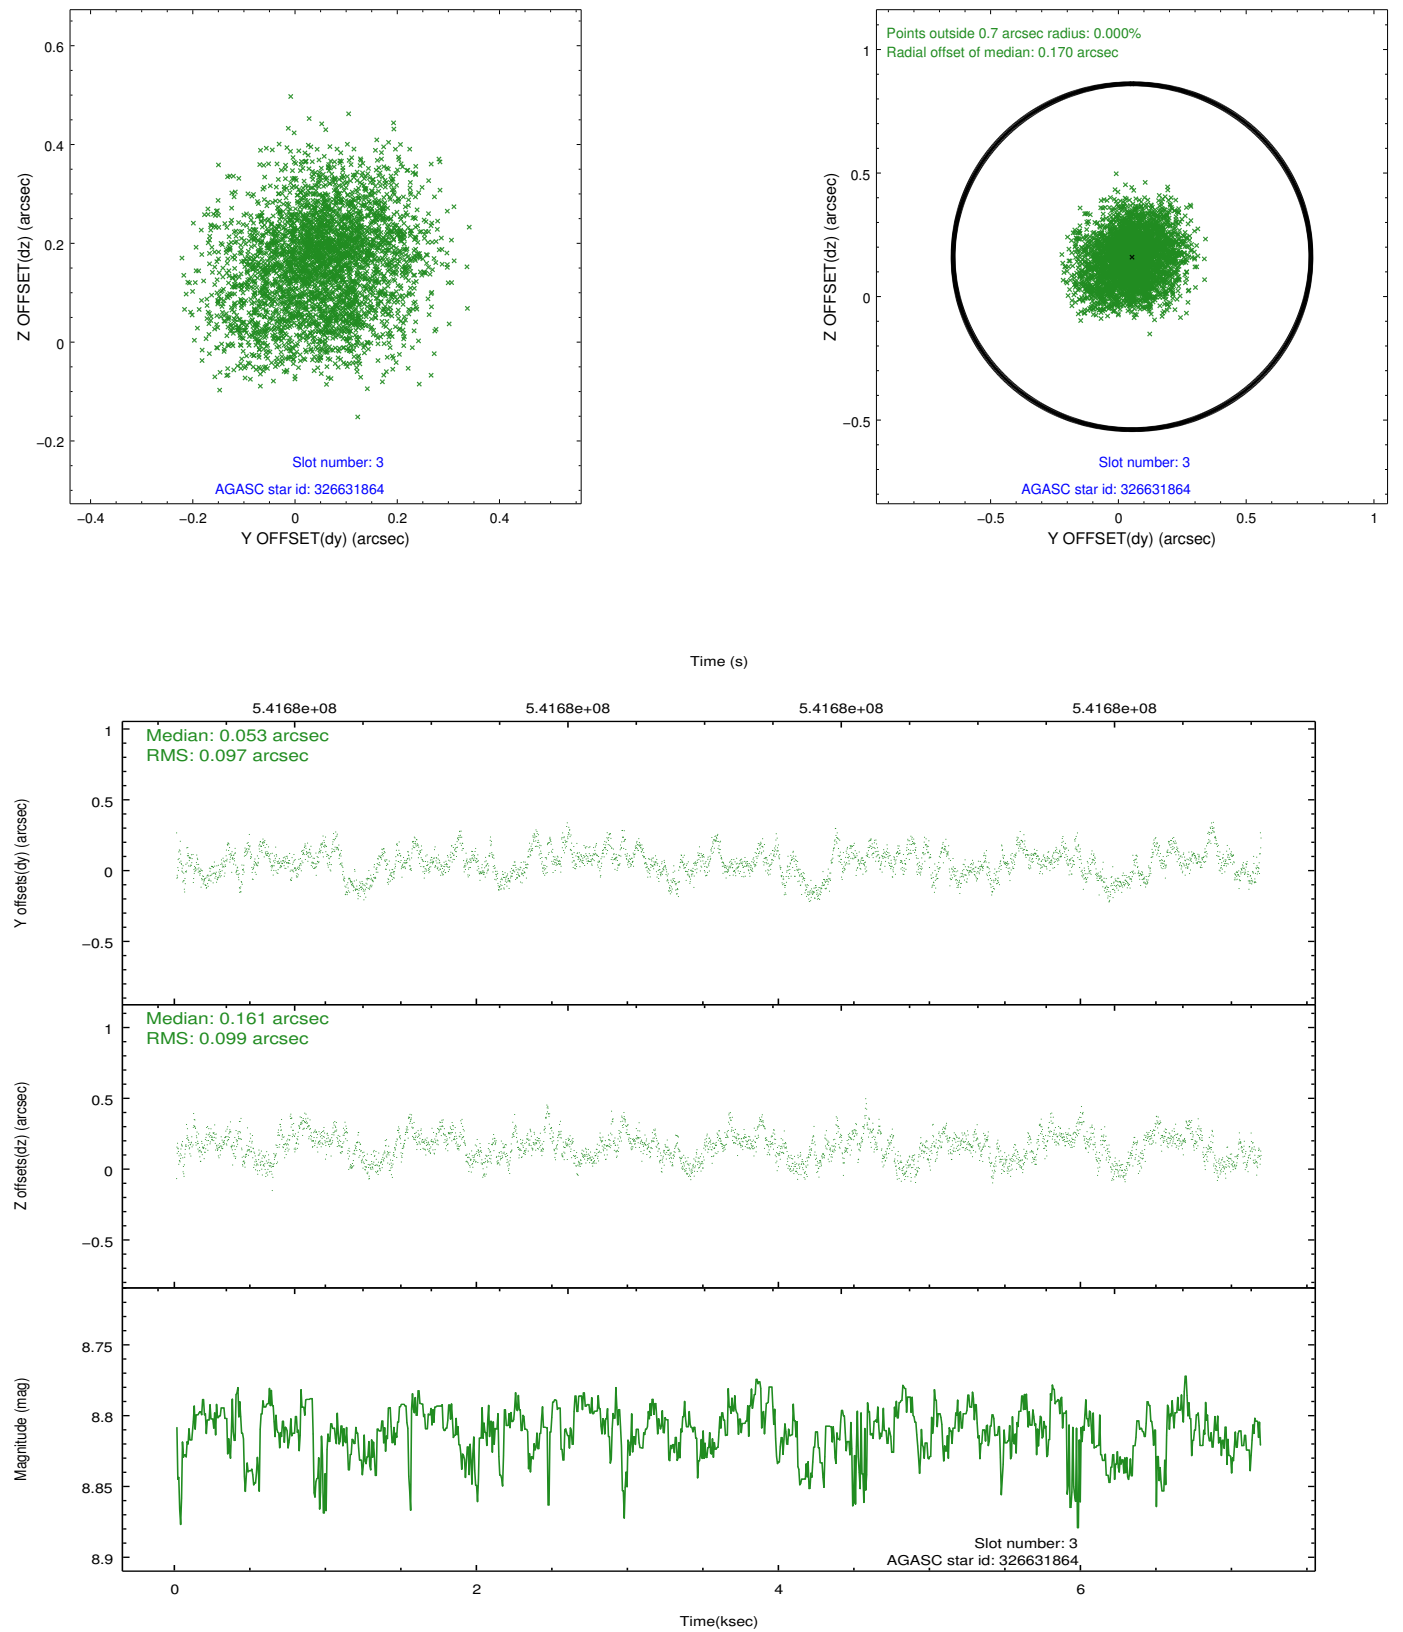 0.6
0.4
0.2
0
−0.2
−0.4
−0.2
0
0.2
0.4
Z OFFSET(dz) (arcsec)
Y OFFSET(dy) (arcsec)
Slot number: 3
AGASC star id: 326631864
Points outside 0.7 arcsec radius: 0.000%
Radial offset of median: 0.170 arcsec
1
0.5
0
−0.5
−0.5
0
0.5
1
Z OFFSET(dz) (arcsec)
Y OFFSET(dy) (arcsec)
Slot number: 3
AGASC star id: 326631864
Time (s)
5.4168e+08
5.4168e+08
5.4168e+08
5.4168e+08
Median: 0.053 arcsec
RMS: 0.097 arcsec
1
0.5
0
−0.5
Y offsets(dy) (arcsec)
Median: 0.161 arcsec
RMS: 0.099 arcsec
1
0.5
0
−0.5
Z offsets(dz) (arcsec)
8.75
8.8
8.85
8.9
Magnitude (mag)
Slot number: 3
AGASC star id: 326631864
0
2
4
6
Time(ksec)